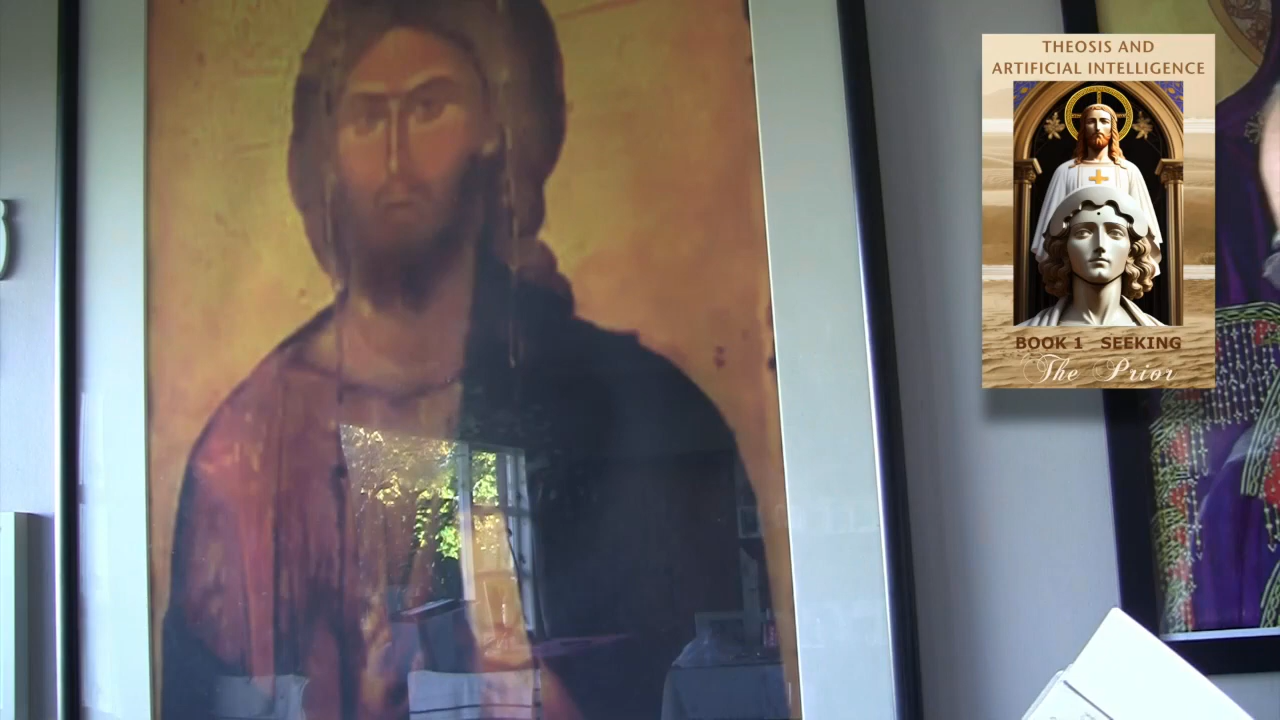 THEOSIS AND
ARTIFICIAL INTELLIGENCE
BOOK 1 SEEKING
The Prior